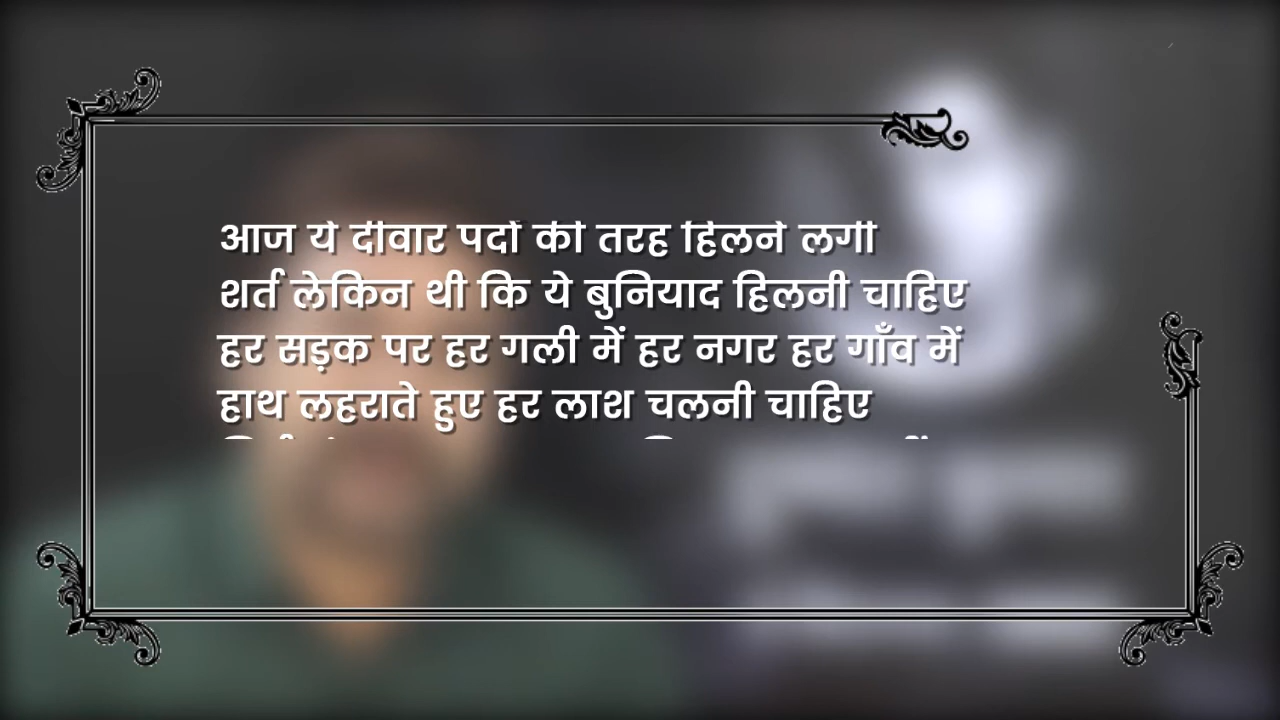 आज ये दीवार पर्दों की तरह हिलने लगी
शर्त लेकिन थी कि ये बुनियाद हिलनी चाहिए
हर सड़क पर हर गली में हर नगर हर गाँव में
हाथ लहराते हुए हर लाश चलनी चाहिए